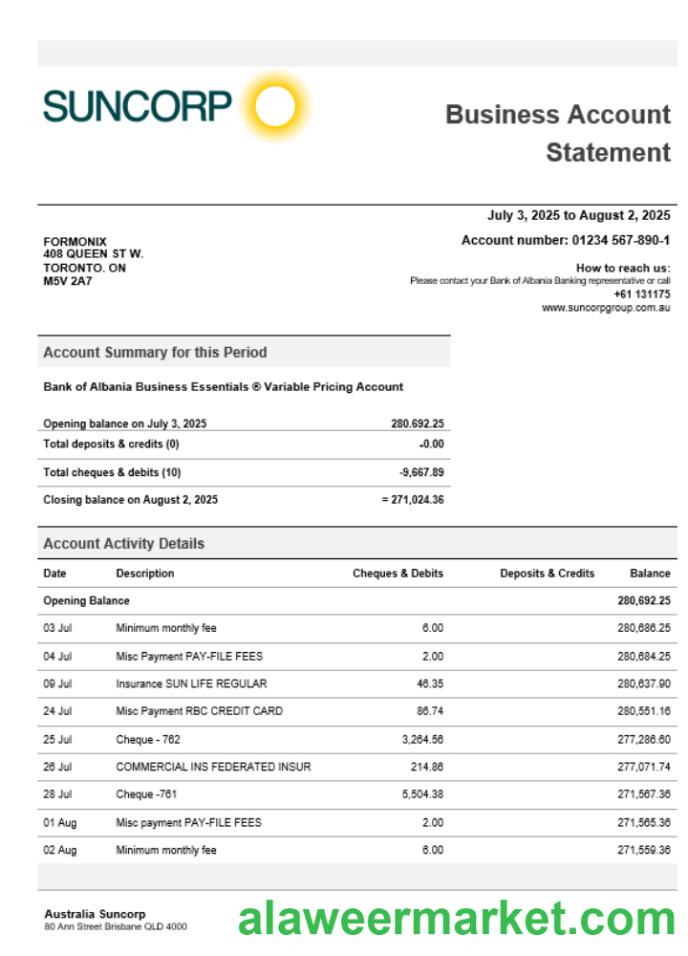 SUNCORP
Business Account
Statement
July 3, 2025 to August 2, 2025
FORMONIX
408 QUEEN ST W.
TORONTO. ON
M5V 2A7
Account number: 01234 567-890-1
How to reach us:
Please contact your Bank of Albania Banking representative or call
+61 131175
www.suncorpgroup.com.au
Account Summary for this Period
Bank of Albania Business Essentials ® Variable Pricing Account
Opening balance on July 3, 2025 280.692.25
Total deposits & credits (0) -0.00
Total cheques & debits (10) -9,667.89
Closing balance on August 2, 2025 = 271,024.36
Account Activity Details
Date Description Cheques & Debits Deposits & Credits Balance
Opening Balance 280,692.25
03 Jul Minimum monthly fee 6.00 280,686.25
04 Jul Misc Payment PAY-FILE FEES 2.00 280,684.25
09 Jul Insurance SUN LIFE REGULAR 46.35 280,637.90
24 Jul Misc Payment RBC CREDIT CARD 86.74 280,551.16
25 Jul Cheque - 762 3,264.56 277,286.60
26 Jul COMMERCIAL INS FEDERATED INSUR 214.86 277,071.74
28 Jul Cheque -761 5,504.38 271,567.36
01 Aug Misc payment PAY-FILE FEES 2.00 271,565.36
02 Aug Minimum monthly fee 6.00 271,559.36
Australia Suncorp
80 Ann Street Brisbane QLD 4000
alaweermarket.com